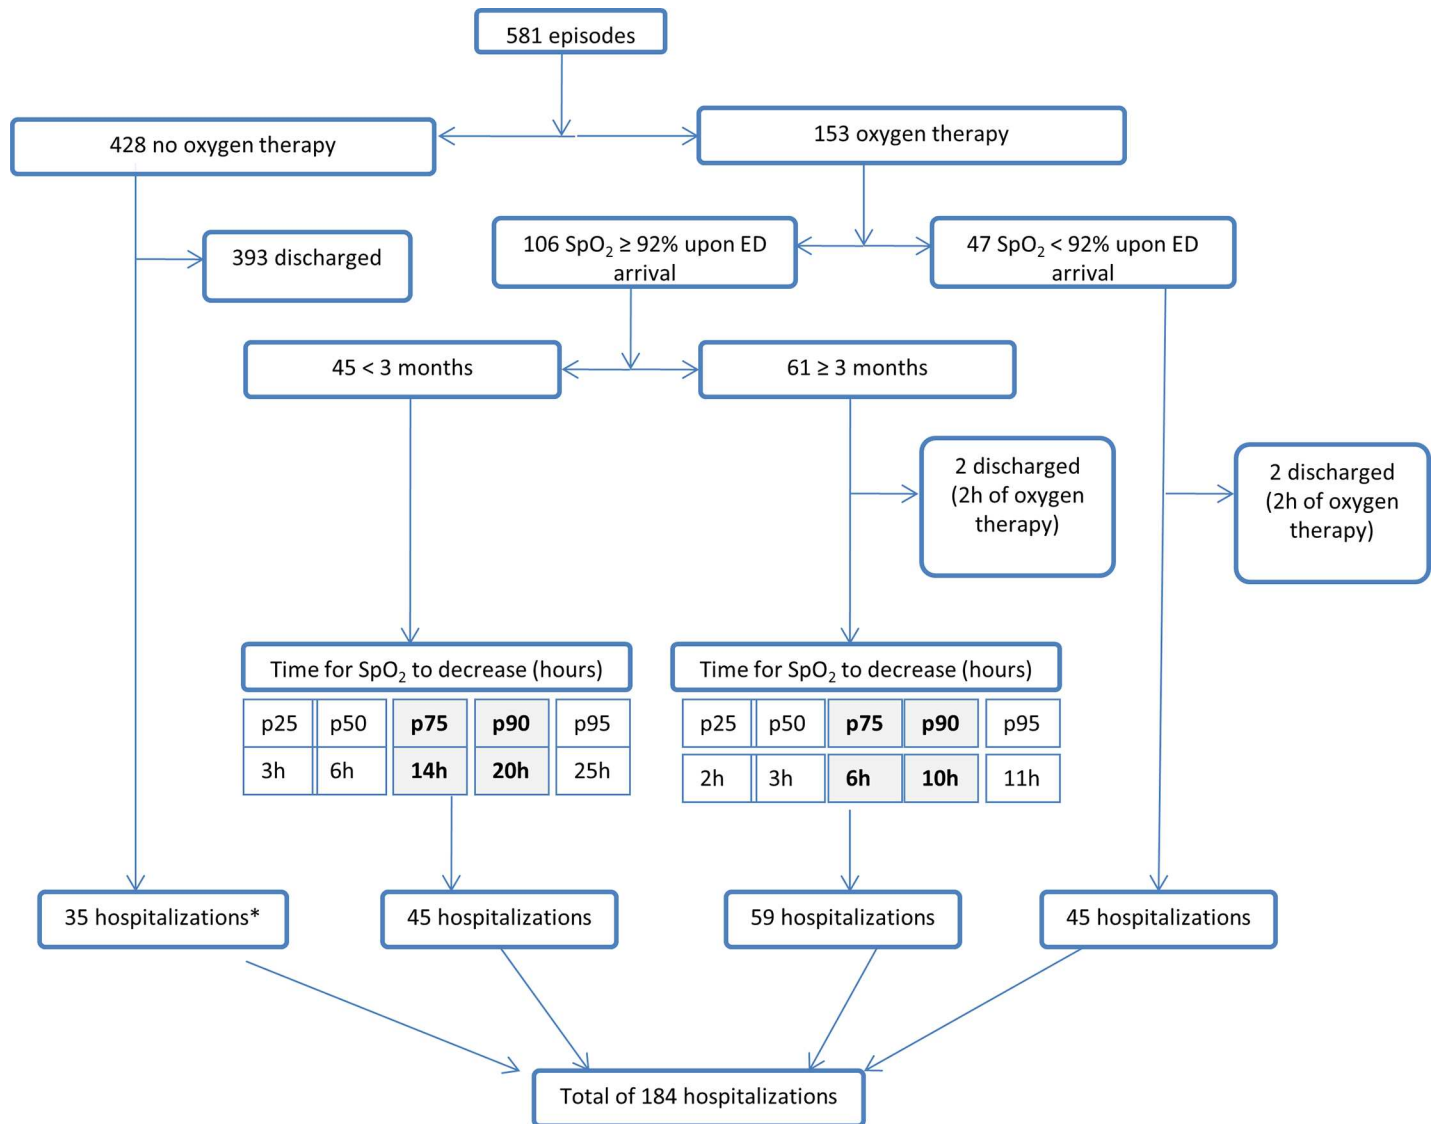 581 episodes
428 no oxygen therapy
153 oxygen therapy
393 discharged
106 SpO₂ ≥ 92% upon ED
arrival
47 SpO₂ < 92% upon ED
arrival
45 < 3 months
61 ≥ 3 months
2 discharged
(2h of oxygen
therapy)
2 discharged
(2h of oxygen
therapy)
Time for SpO₂ to decrease (hours)
p25 p50 p75 p90 p95
3h 6h 14h 20h 25h
Time for SpO₂ to decrease (hours)
p25 p50 p75 p90 p95
2h 3h 6h 10h 11h
35 hospitalizations*
45 hospitalizations
59 hospitalizations
45 hospitalizations
Total of 184 hospitalizations